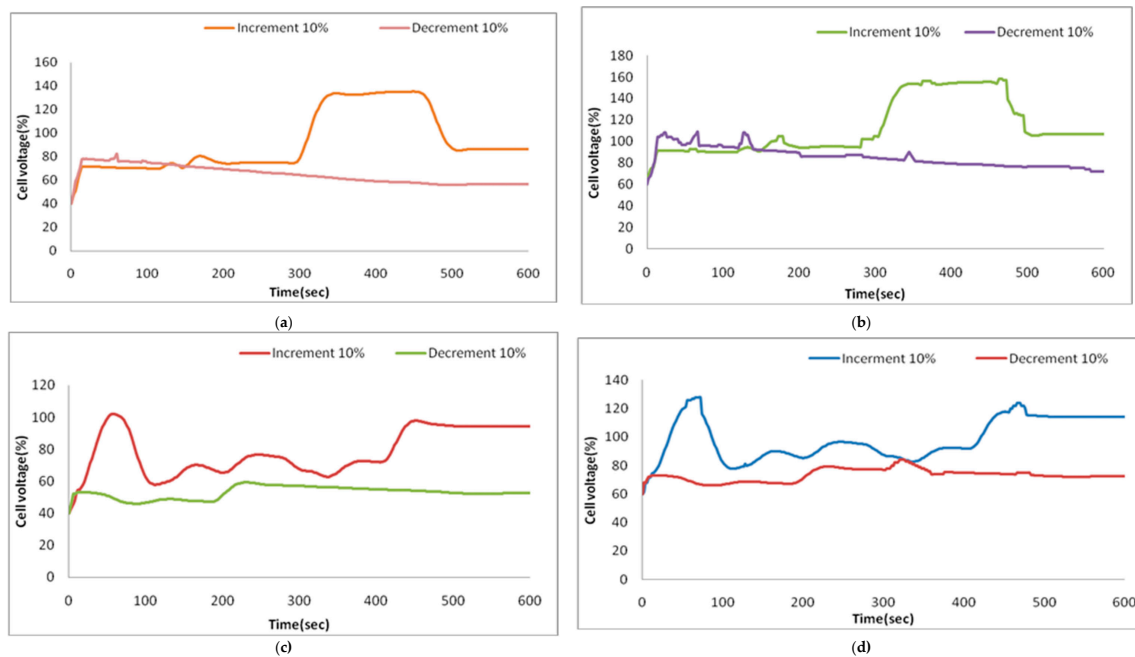 Increment 10% Decrement 10%
160
140
120
100
80
60
40
20
0
Cell voltage(%)
0 100 200 300 400 500 600
Time(sec)
(a)
Increment 10% Decrement 10%
180
160
140
120
100
80
60
40
20
0
Cell voltage(%)
0 100 200 300 400 500 600
Time(sec)
(b)
Increment 10% Decrement 10%
120
100
80
60
40
20
0
Cell voltage(%)
0 100 200 300 400 500 600
Time(sec)
(c)
Incerment 10% Decrement 10%
140
120
100
80
60
40
20
0
Cell voltage(%)
0 100 200 300 400 500 600
Time(sec)
(d)